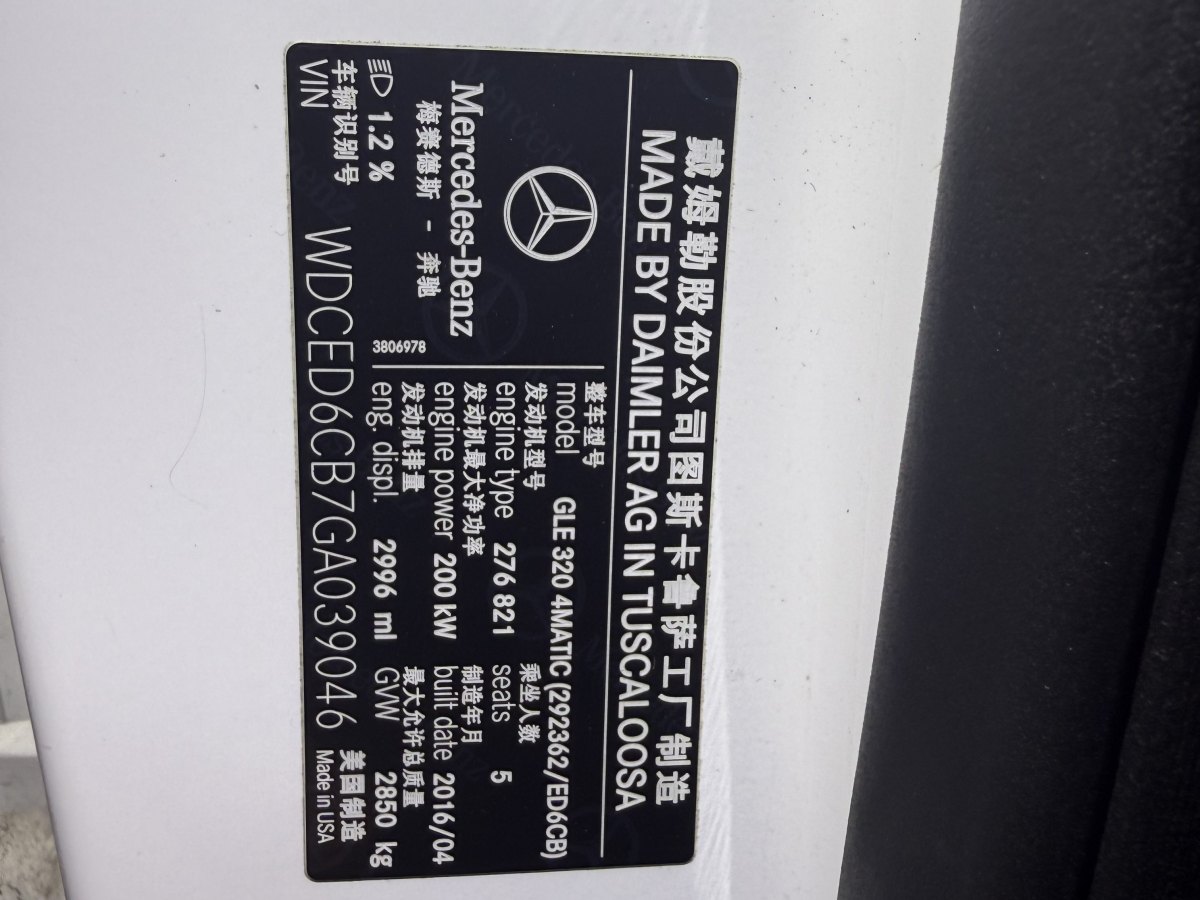 戴姆勒股份公司图斯卡鲁萨工厂制造
MADE BY DAIMLER AG IN TUSCALOOSA
Mercedes-Benz
梅赛德斯 - 奔驰
3806978
1.2 %
整车型号
model GLE 320 4MATIC (292362/ED6CB)
发动机型号 乘坐人数
engine type 276 821 seats 5
发动机最大净功率 制造年月
engine power 200 kW built date 2016/04
发动机排量 最大允许总质量
eng. displ. 2996 ml GVW 2850 kg
车辆识别号 美国制造
VIN WDCED6CB7GA039046 Made in USA